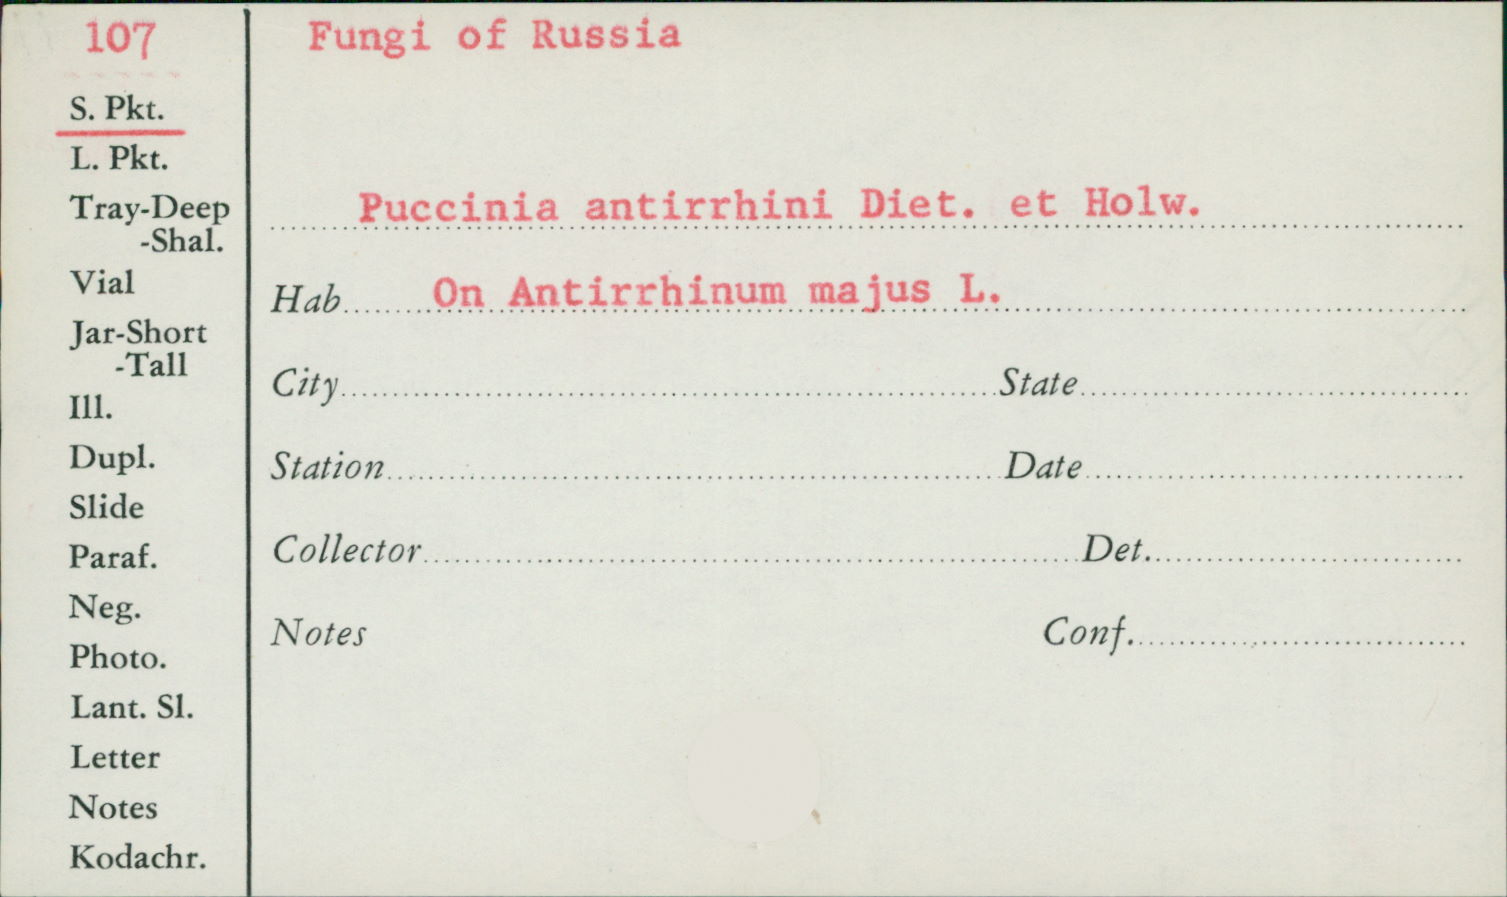 107
Fungi of Russia
S. Pkt.
L. Pkt.
Tray-Deep
-Shal.
Vial
Jar-Short
-Tall
Ill.
Dupl.
Slide
Paraf.
Neg.
Photo.
Lant. Sl.
Letter
Notes
Kodachr.
Puccinia antirrhini Diet. et Holw.
Hab. On Antirrhinum majus L.
City State
Station Date
Collector Det.
Notes Conf.